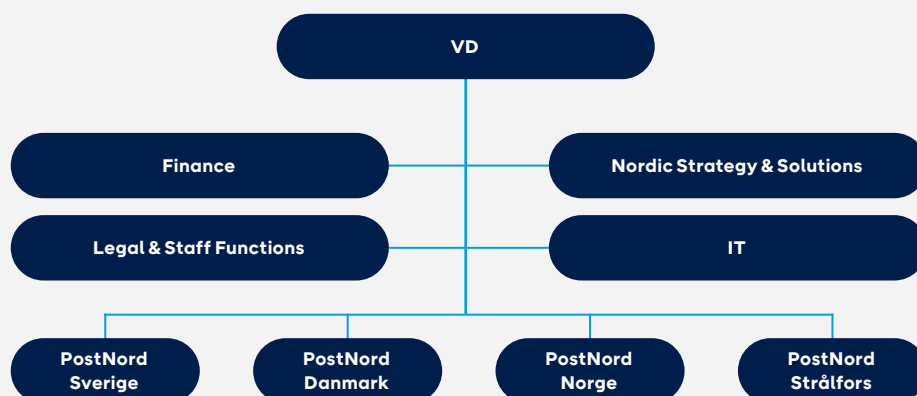 VD
Finance
Nordic Strategy & Solutions
Legal & Staff Functions
IT
PostNord
Sverige
PostNord
Danmark
PostNord
Norge
PostNord
Strålfors